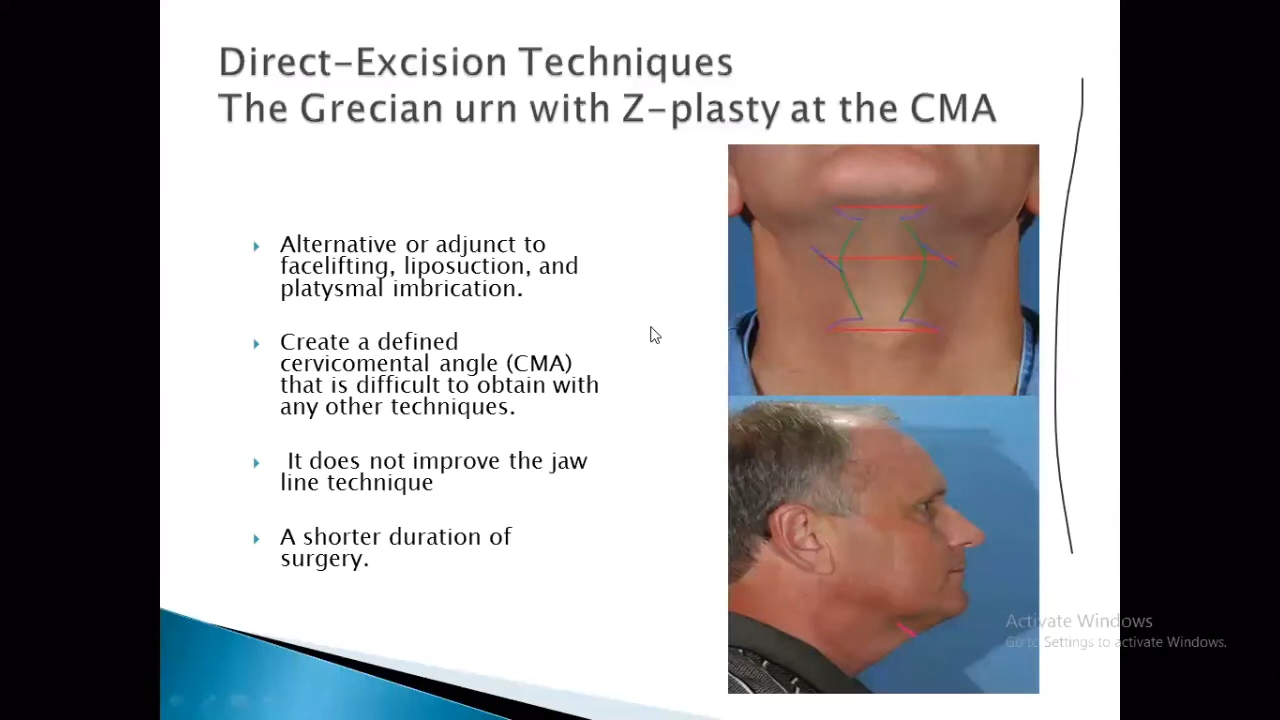 Direct-Excision Techniques
The Grecian urn with Z-plasty at the CMA
Alternative or adjunct to
facelifting, liposuction, and
platysmal imbrication.
Create a defined
cervicomental angle (CMA)
that is difficult to obtain with
any other techniques.
It does not improve the jaw
line technique
A shorter duration of
surgery.
Activate Windows
Go to Settings to activate Windows.